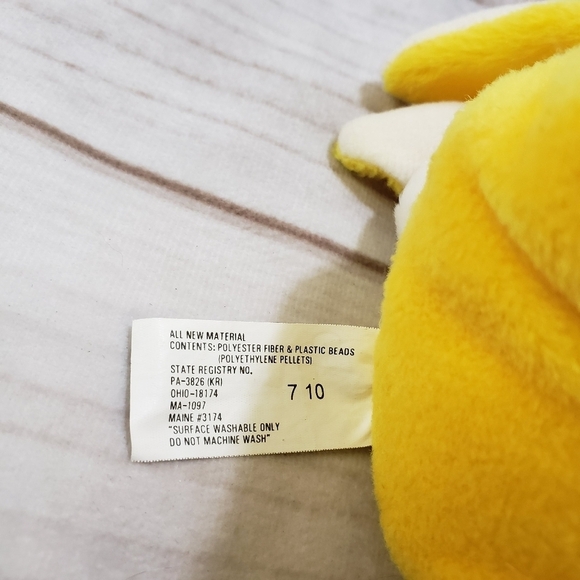 ALL NEW MATERIAL
CONTENTS: POLYESTER FIBER & PLASTIC BEADS
(POLYETHYLENE PELLETS)
STATE REGISTRY NO.
PA-3826 (KR)
OHIO-18174
MA-1097
MAINE #3174
"SURFACE WASHABLE ONLY
DO NOT MACHINE WASH"
7 10